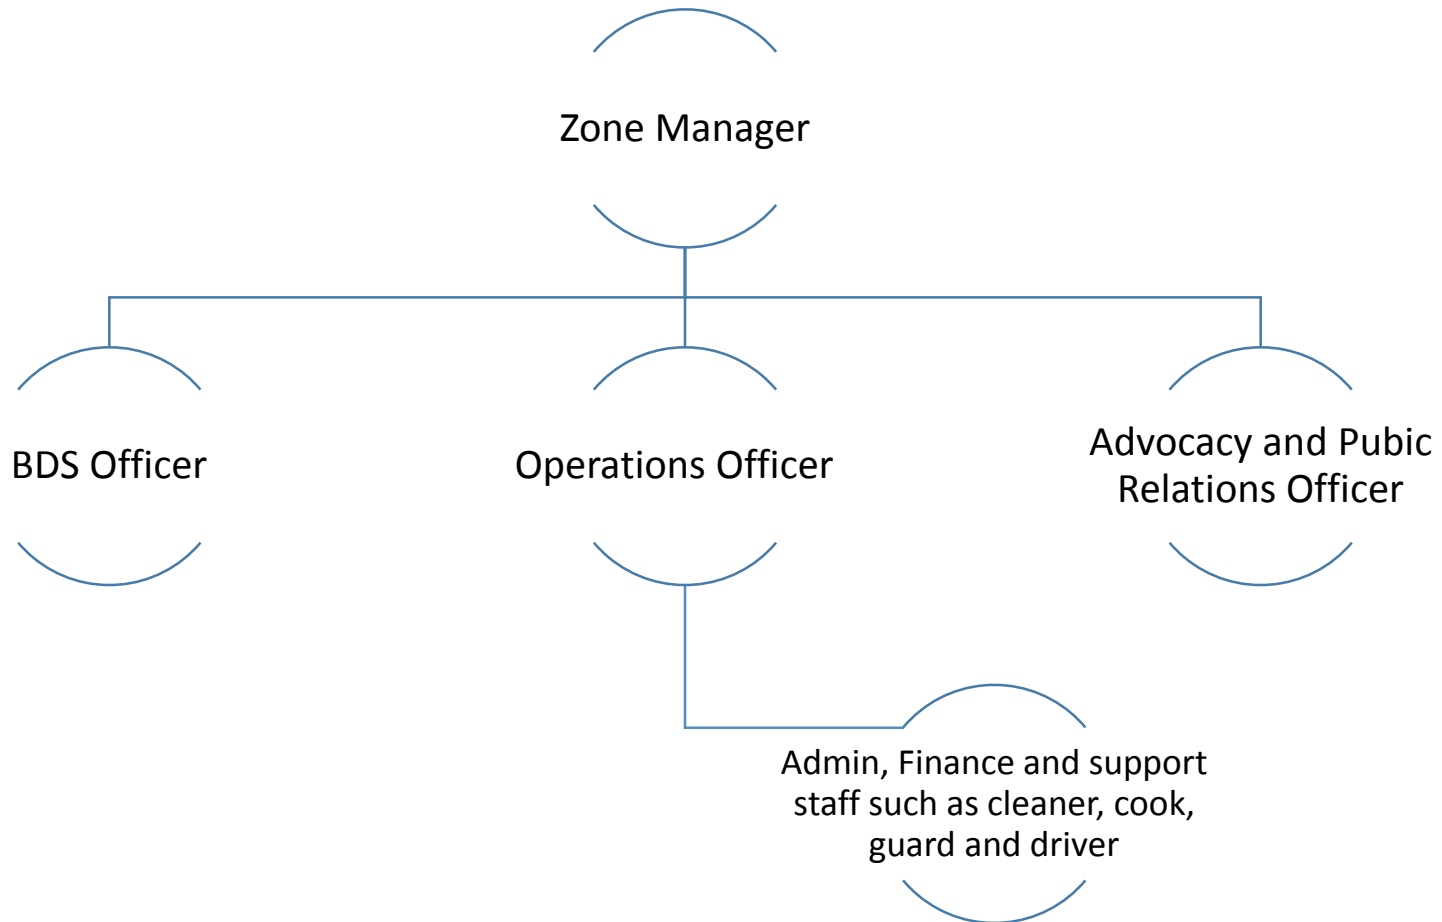 Zone Manager
BDS Officer
Operations Officer
Advocacy and Pubic
Relations Officer
Admin, Finance and support
staff such as cleaner, cook,
guard and driver